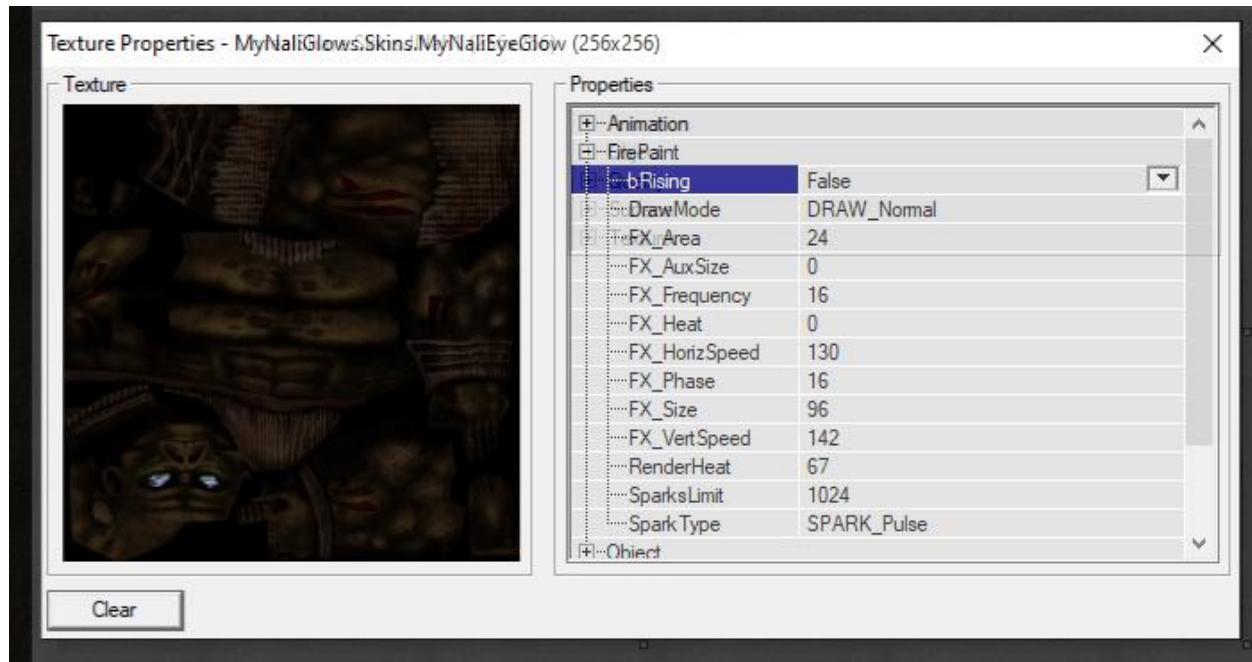 Texture Properties - MyNaliGlows.Skins.MyNaliEyeGlow (256x256)
Texture
Properties
Animation
FirePaint
bRising False
DrawMode DRAW_Normal
FX_Area 24
FX_AuxSize 0
FX_Frequency 16
FX_Heat 0
FX_HorizSpeed 130
FX_Phase 16
FX_Size 96
FX_VertSpeed 142
RenderHeat 67
SparksLimit 1024
SparkType SPARK_Pulse
Object
Clear